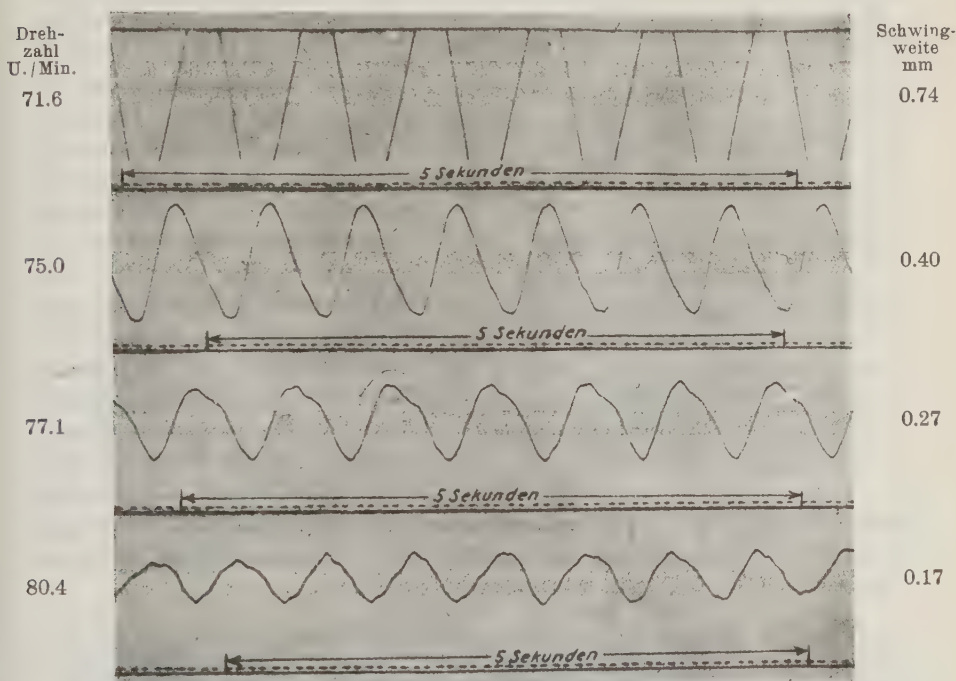 Dreh-
zahl
U./Min.
Schwing-
weite
mm
71.6
0.74
5 Sekunden
75.0
0.40
5 Sekunden
77.1
0.27
5 Sekunden
80.4
0.17
5 Sekunden